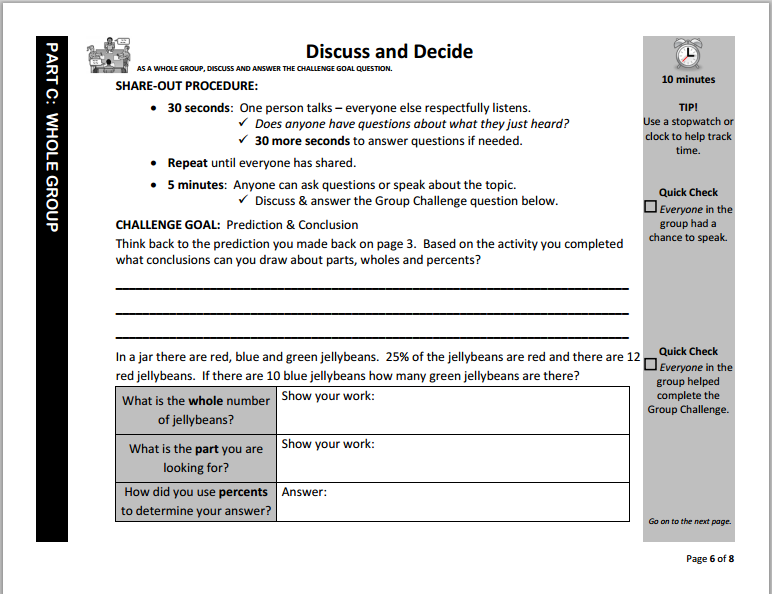 PART C:  WHOLE GROUP
Discuss and Decide
AS A WHOLE GROUP, DISCUSS AND ANSWER THE CHALLENGE GOAL QUESTION.
SHARE-OUT PROCEDURE:
• 30 seconds:  One person talks – everyone else respectfully listens.
✓ Does anyone have questions about what they just heard?
✓ 30 more seconds to answer questions if needed.
• Repeat until everyone has shared.
• 5 minutes:  Anyone can ask questions or speak about the topic.
✓ Discuss & answer the Group Challenge question below.
CHALLENGE GOAL:  Prediction & Conclusion
Think back to the prediction you made back on page 3.  Based on the activity you completed
what conclusions can you draw about parts, wholes and percents?
In a jar there are red, blue and green jellybeans.  25% of the jellybeans are red and there are 12
red jellybeans.  If there are 10 blue jellybeans how many green jellybeans are there?
What is the whole number
of jellybeans?
Show your work:
What is the part you are
looking for?
Show your work:
How did you use percents
to determine your answer?
Answer:
10 minutes
TIP!
Use a stopwatch or
clock to help track
time.
Quick Check
Everyone in the
group had a
chance to speak.
Quick Check
Everyone in the
group helped
complete the
Group Challenge.
Go on to the next page.
Page 6 of 8